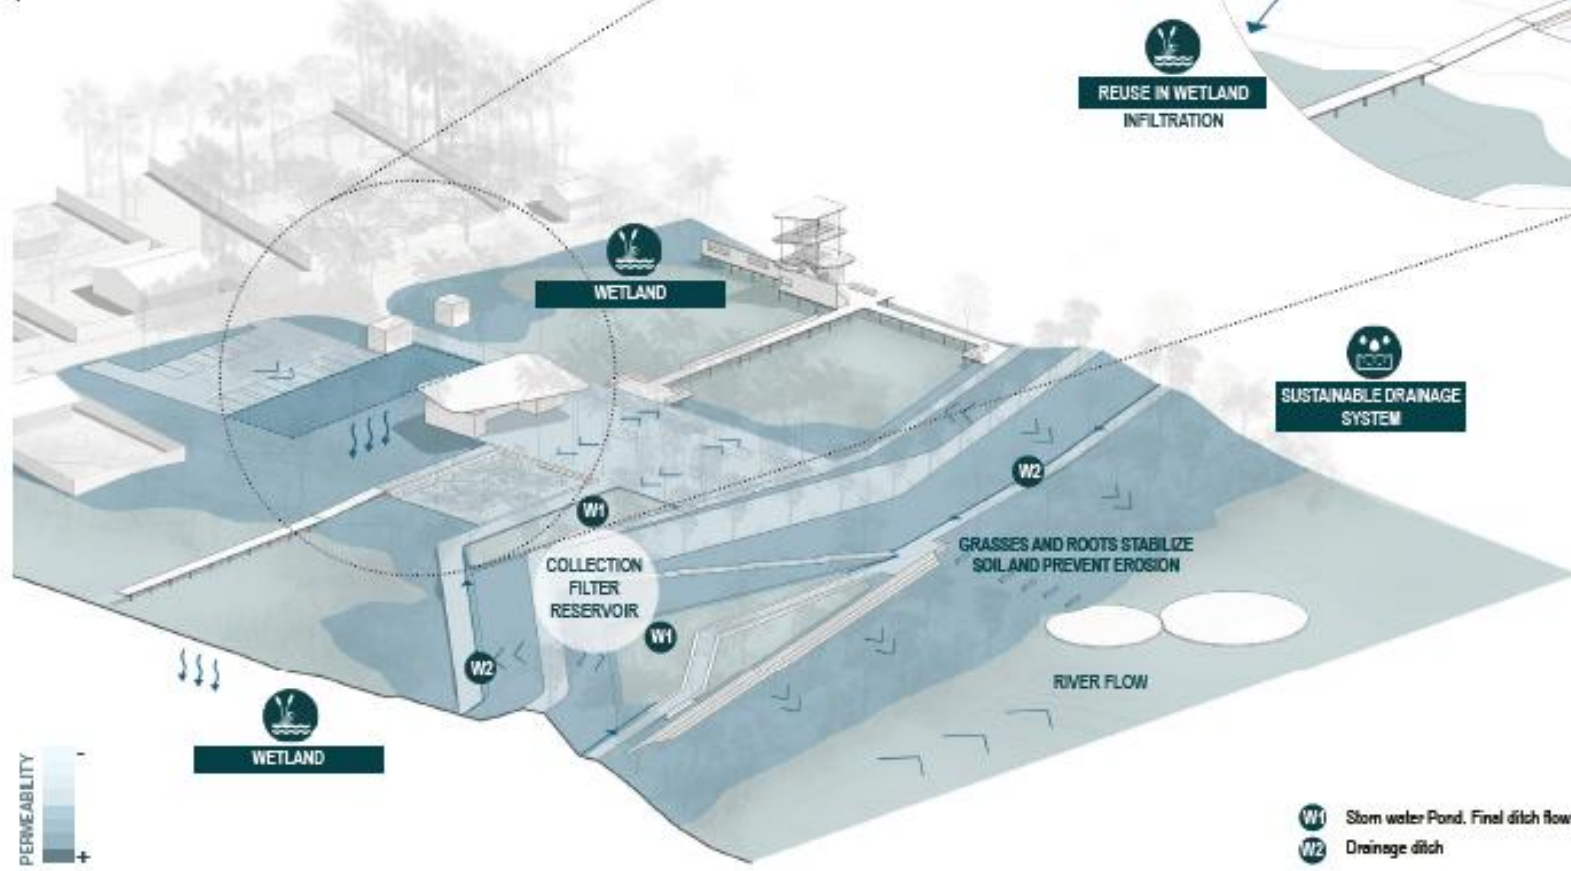 REUSE IN WETLAND
INFILTRATION
WETLAND
SUSTAINABLE DRAINAGE
SYSTEM
W2
W1
GRASSES AND ROOTS STABILIZE
SOIL AND PREVENT EROSION
COLLECTION
FILTER
RESERVOIR
W1
W2
RIVER FLOW
WETLAND
PERMEABILITY
-
+
W1 Storn water Pond. Final ditch flow
W2 Drainage ditch